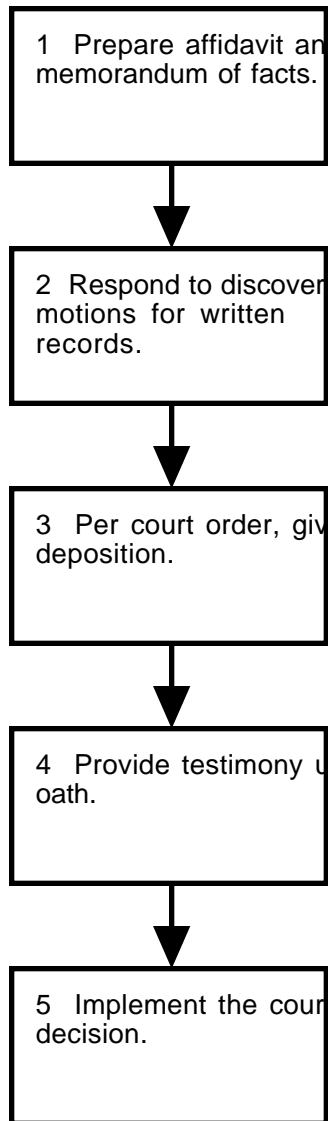 1 Prepare affidavit an
memorandum of facts.
2 Respond to discover
motions for written
records.
3 Per court order, giv
deposition.
4 Provide testimony u
oath.
5 Implement the cour
decision.